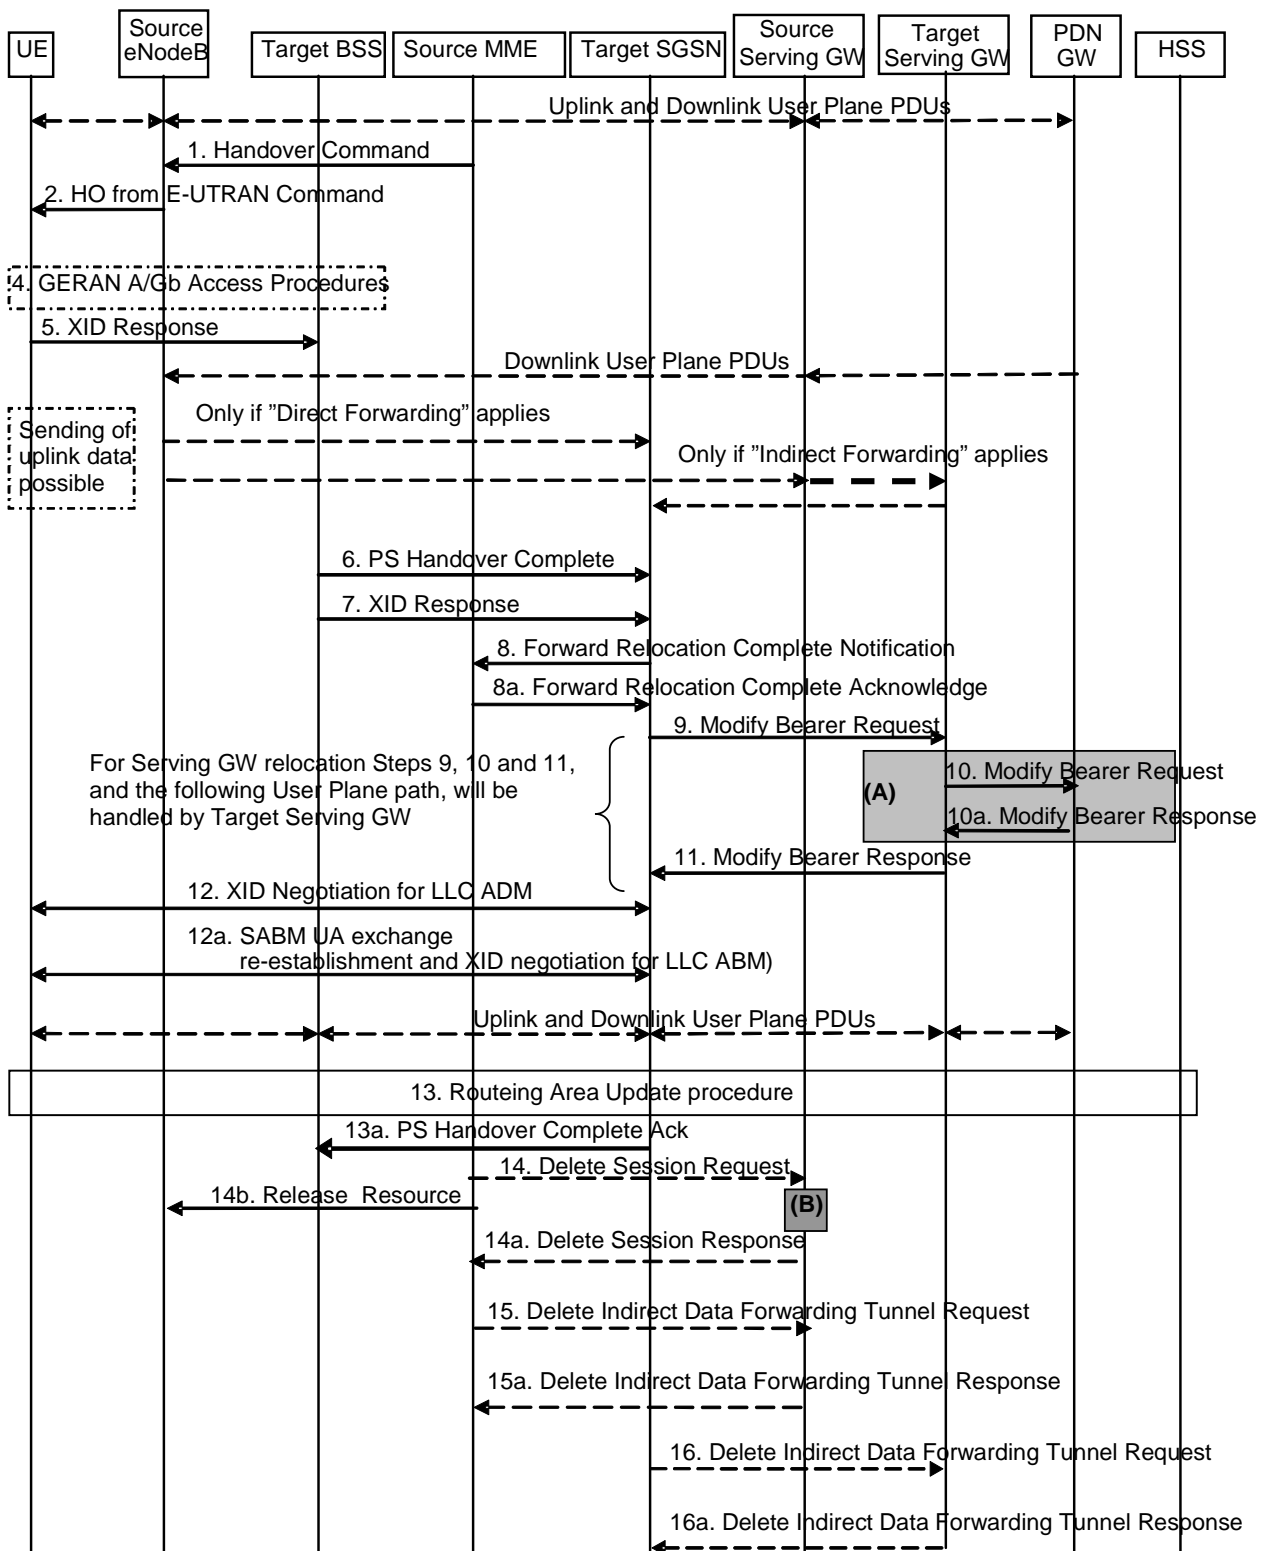 UE
Source
eNodeB
Target BSS
Source MME
Target SGSN
Source
Serving GW
Target
Serving GW
PDN
GW
HSS
Uplink and Downlink User Plane PDUs
1. Handover Command
2. HO from E-UTRAN Command
4. GERAN A/Gb Access Procedures
5. XID Response
Downlink User Plane PDUs
Only if ”Direct Forwarding” applies
Sending of
uplink data
possible
Only if ”Indirect Forwarding” applies
6. PS Handover Complete
7. XID Response
8. Forward Relocation Complete Notification
8a. Forward Relocation Complete Acknowledge
9. Modify Bearer Request
For Serving GW relocation Steps 9, 10 and 11,
and the following User Plane path, will be
handled by Target Serving GW
(A)
10. Modify Bearer Request
10a. Modify Bearer Response
11. Modify Bearer Response
12. XID Negotiation for LLC ADM
12a. SABM UA exchange
re-establishment and XID negotiation for LLC ABM)
Uplink and Downlink User Plane PDUs
13. Routeing Area Update procedure
13a. PS Handover Complete Ack
14. Delete Session Request
14b. Release Resource
(B)
14a. Delete Session Response
15. Delete Indirect Data Forwarding Tunnel Request
15a. Delete Indirect Data Forwarding Tunnel Response
16. Delete Indirect Data Forwarding Tunnel Request
16a. Delete Indirect Data Forwarding Tunnel Response